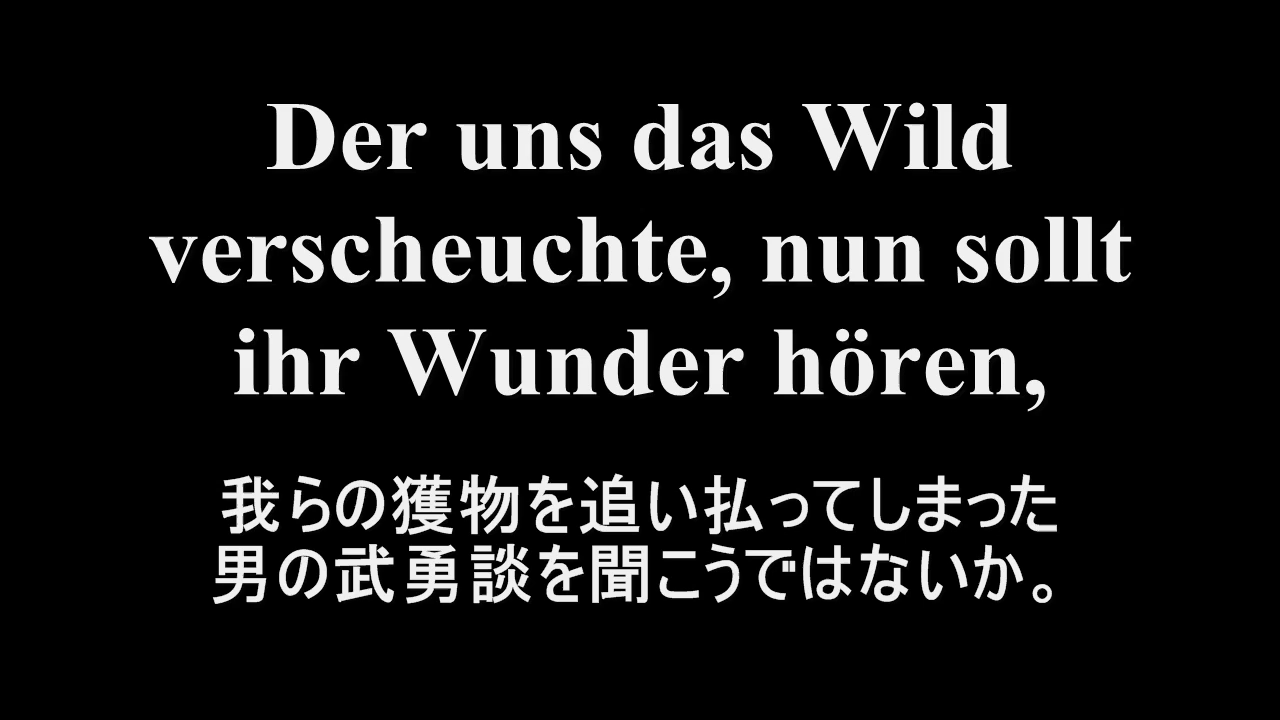 Der uns das Wild
verscheuchte, nun sollt
ihr Wunder hören,
我らの獲物を追い払ってしまった
男の武勇談を聞こうではないか。